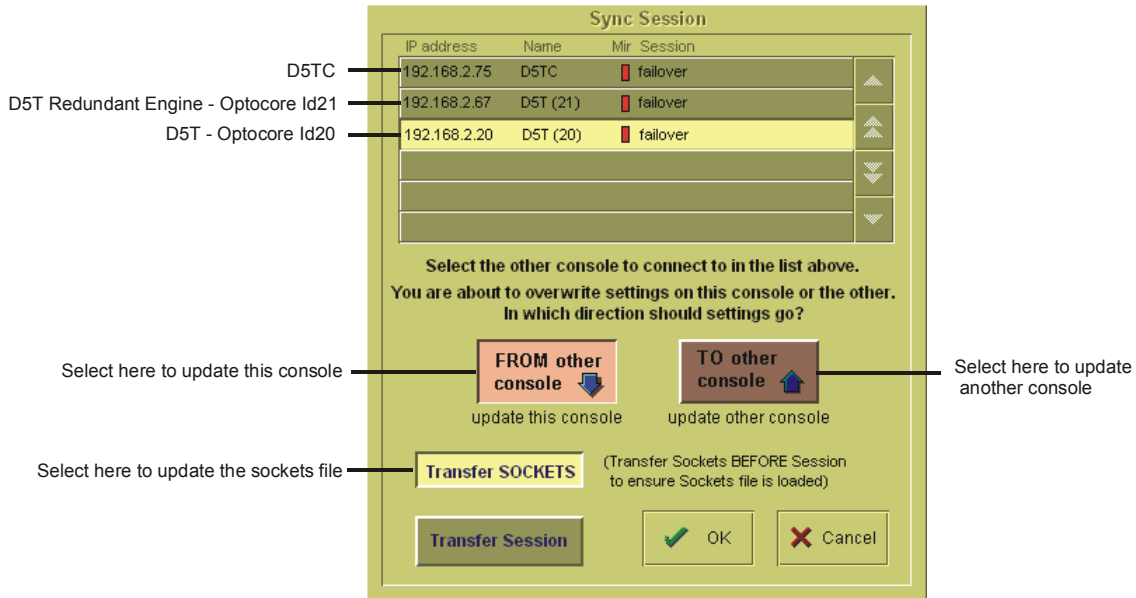 Sync Session
IP address Name Mir Session
D5TC 192.168.2.75 D5TC failover
D5T Redundant Engine - Optocore Id21 192.168.2.67 D5T (21) failover
D5T - Optocore Id20 192.168.2.20 D5T (20) failover
Select the other console to connect to in the list above.
You are about to overwrite settings on this console or the other.
In which direction should settings go?
Select here to update this console
FROM other
console
update this console
TO other
console
update other console
Select here to update
another console
Select here to update the sockets file
Transfer SOCKETS
(Transfer Sockets BEFORE Session
to ensure Sockets file is loaded)
Transfer Session
OK
Cancel